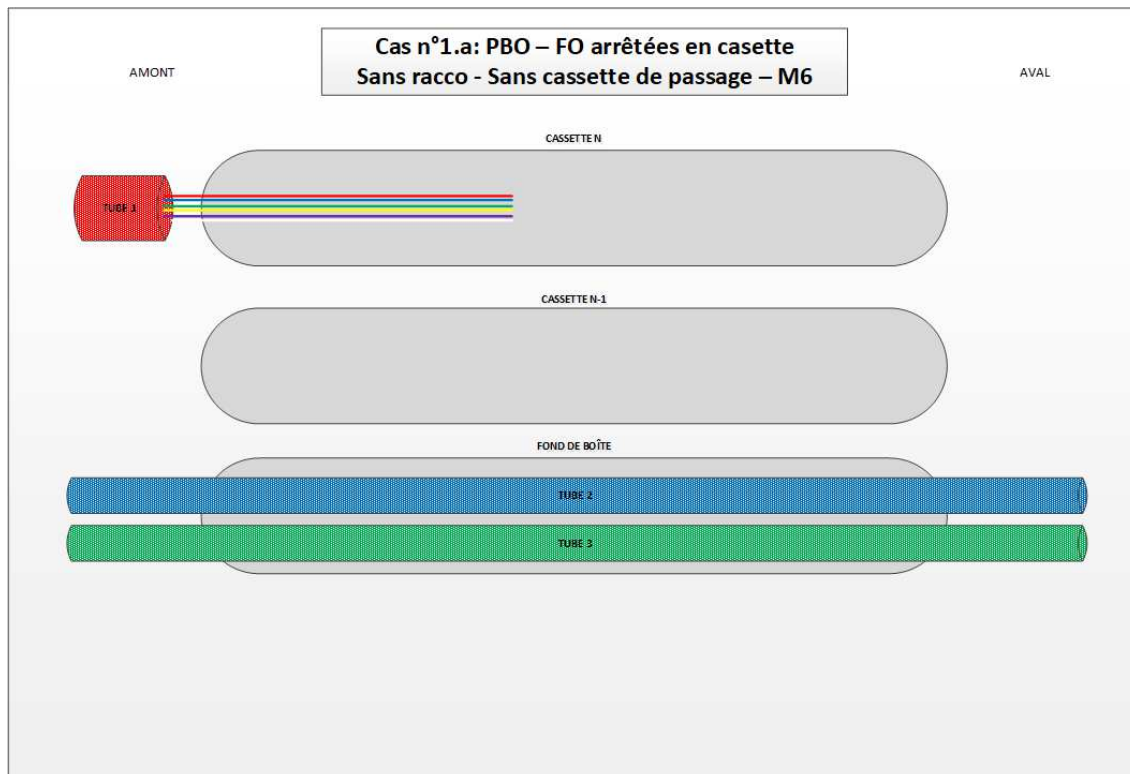 Cas n°1.a: PBO – FO arrêtées en casette
Sans racco - Sans cassette de passage – M6
AMONT
AVAL
CASSETTE N
TUBE 1
CASSETTE N-1
FOND DE BOÎTE
TUBE 2
TUBE 3